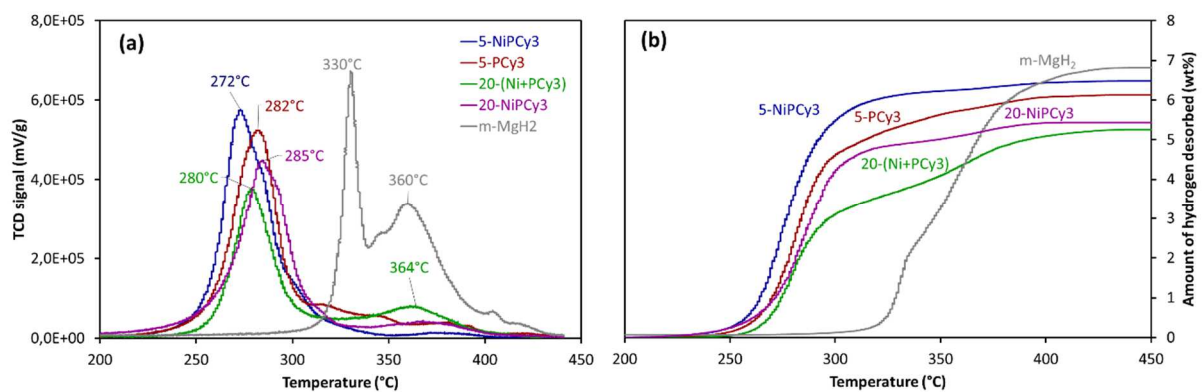 8,0E+05
6,0E+05
4,0E+05
2,0E+05
0,0E+00
TCD signal (mV/g)
(a)
5-NiPCy3
5-PCy3
20-(Ni+PCy3)
20-NiPCy3
m-MgH2
272°C
282°C
285°C
280°C
330°C
360°C
364°C
200 250 300 350 400 450
Temperature (°C)
(b)
m-MgH₂
5-NiPCy3
5-PCy3
20-NiPCy3
20-(Ni+PCy3)
8
7
6
5
4
3
2
1
0
Amount of hydrogen desorbed (wt%)
200 250 300 350 400 450
Temperature (°C)